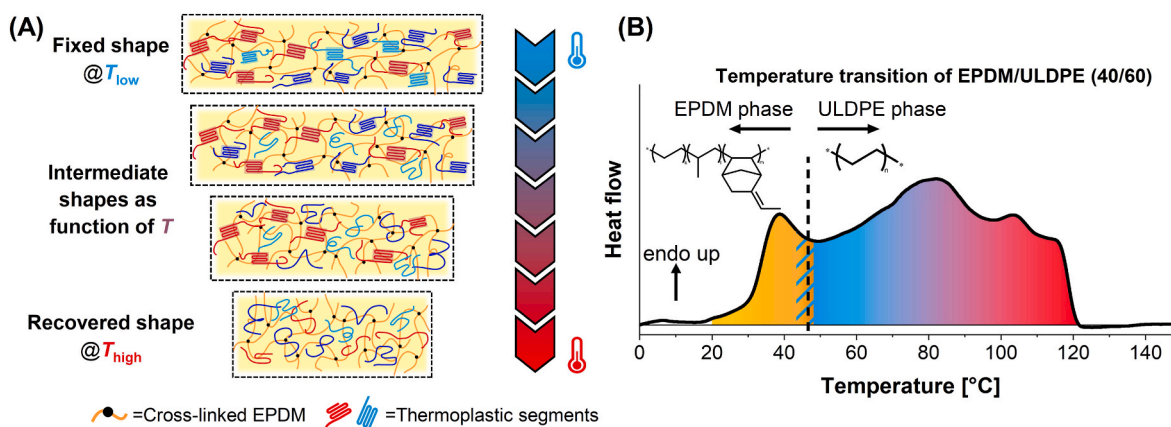 (A)
Fixed shape
@Tlow
Intermediate
shapes as
function of T
Recovered shape
@Thigh
=Cross-linked EPDM
=Thermoplastic segments
(B)
Temperature transition of EPDM/ULDPE (40/60)
EPDM phase
ULDPE phase
* n * * n *
Heat flow
endo up
0 20 40 60 80 100 120 140
Temperature [°C]